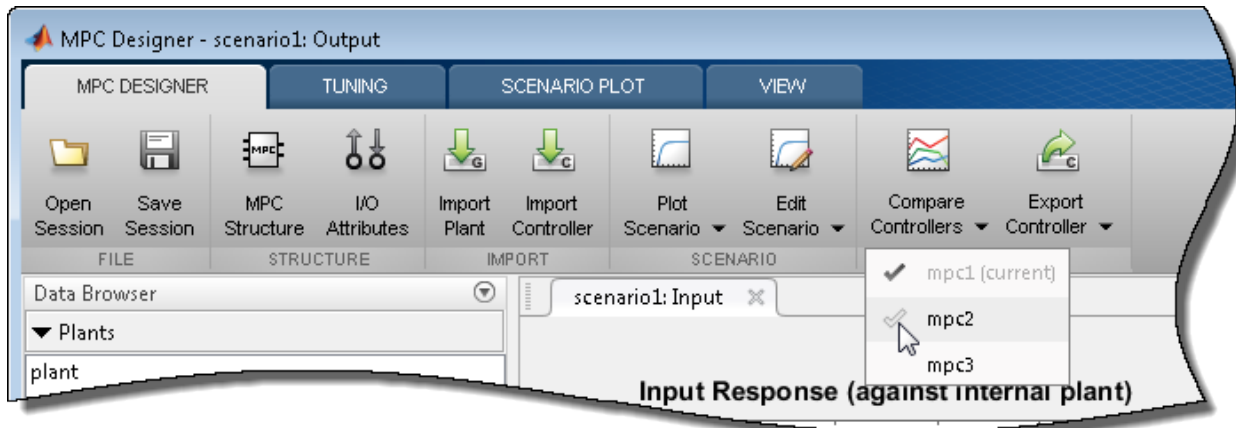 MPC Designer - scenario1: Output
MPC DESIGNER TUNING SCENARIO PLOT VIEW
MPC G C C
Open Save MPC I/O Import Import Plot Edit Compare Export
Session Session Structure Attributes Plant Controller Scenario Scenario Controllers Controller
FILE STRUCTURE IMPORT SCENARIO
mpc1 (current)
Data Browser scenario1: Input
mpc2
Plants
mpc3
plant
Input Response (against internal plant)